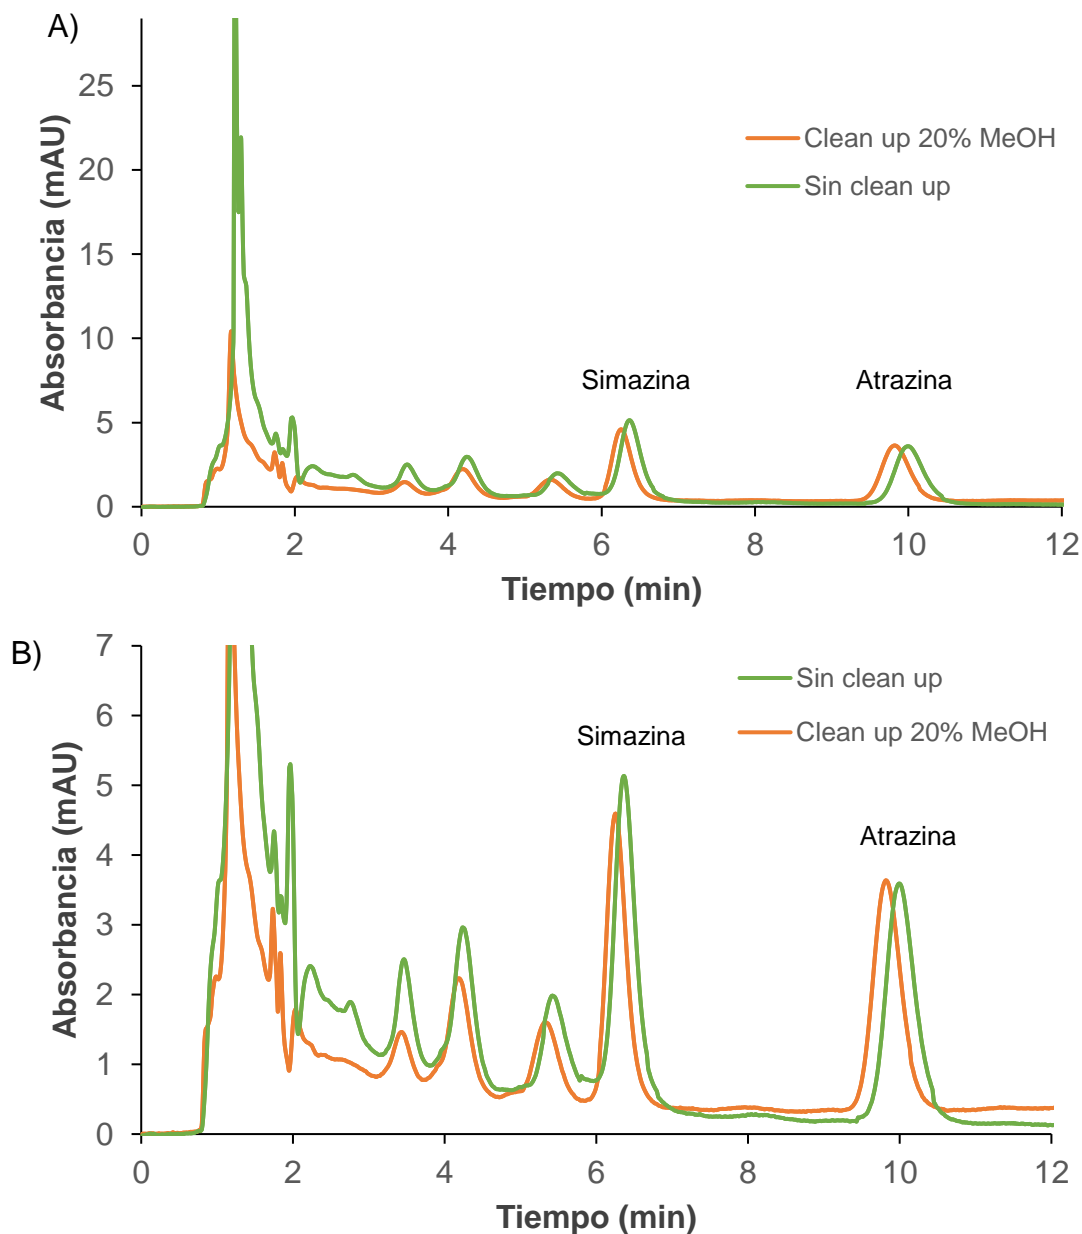 A)
Absorbancia (mAU)
25
20
15
10
5
0
Clean up 20% MeOH
Sin clean up
Simazina
Atrazina
0 2 4 6 8 10 12
Tiempo (min)
B)
Absorbancia (mAU)
7
6
5
4
3
2
1
0
Sin clean up
Clean up 20% MeOH
Simazina
Atrazina
0 2 4 6 8 10 12
Tiempo (min)